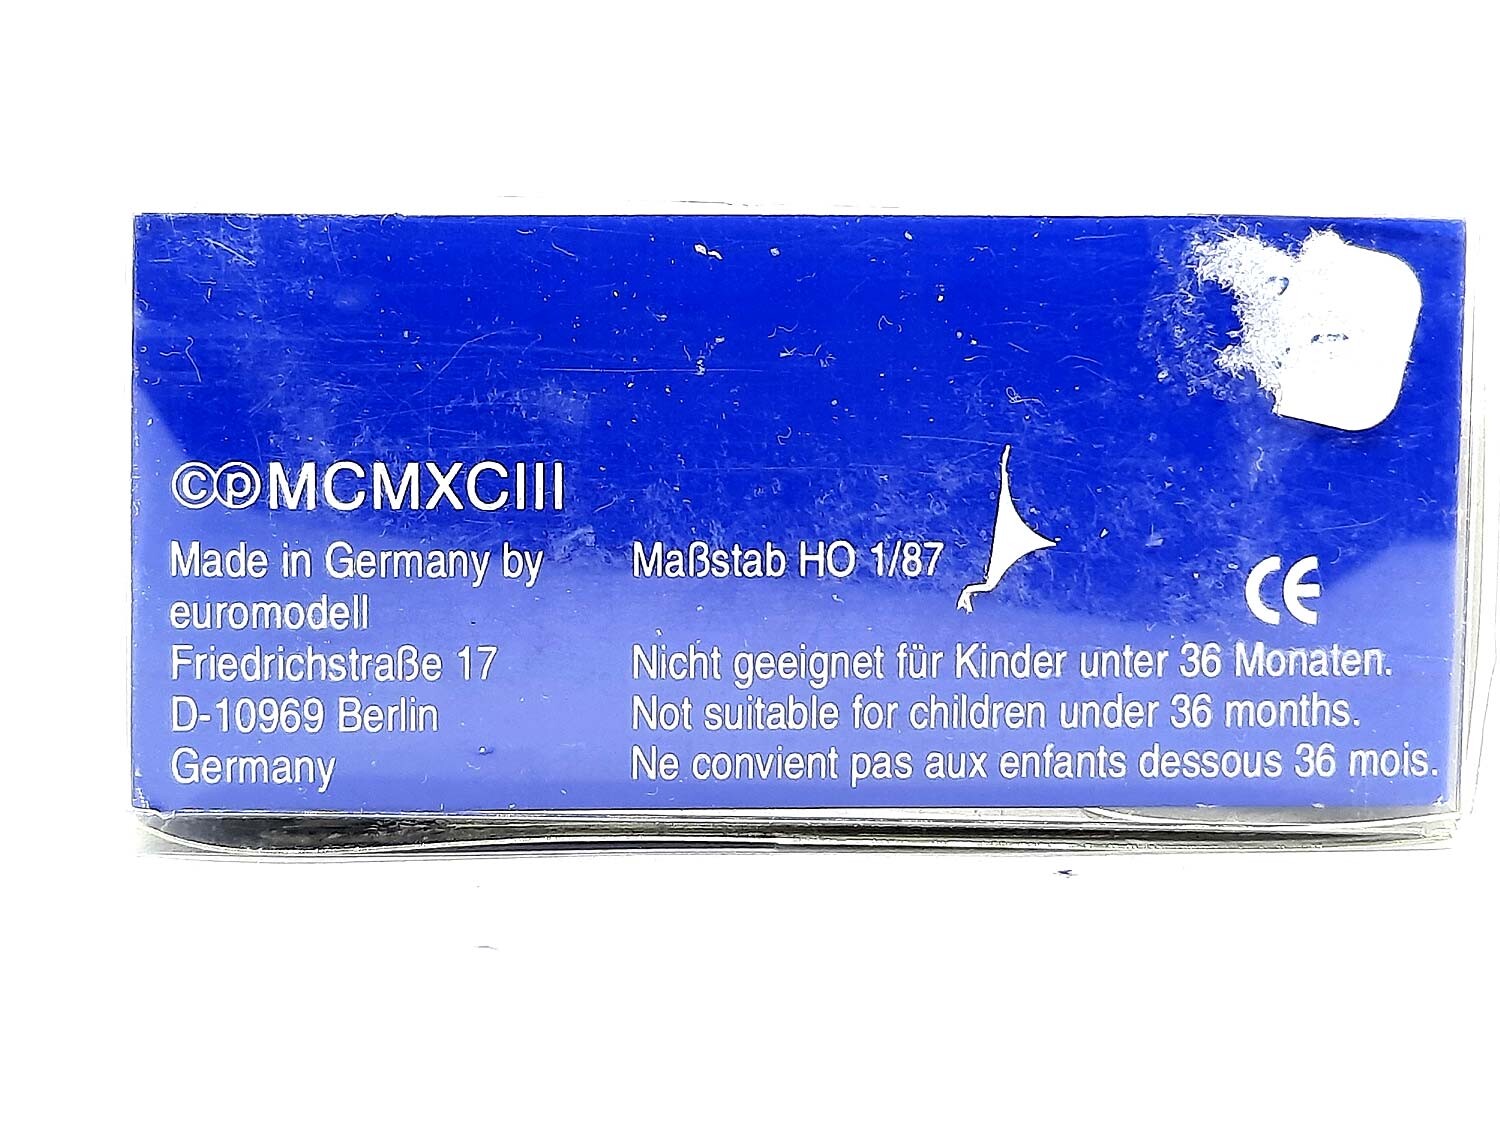 ©℗MCMXCIII
Made in Germany by
euromodell
Friedrichstraße 17
D-10969 Berlin
Germany
Maßstab HO 1/87
CE
Nicht geeignet für Kinder unter 36 Monaten.
Not suitable for children under 36 months.
Ne convient pas aux enfants dessous 36 mois.